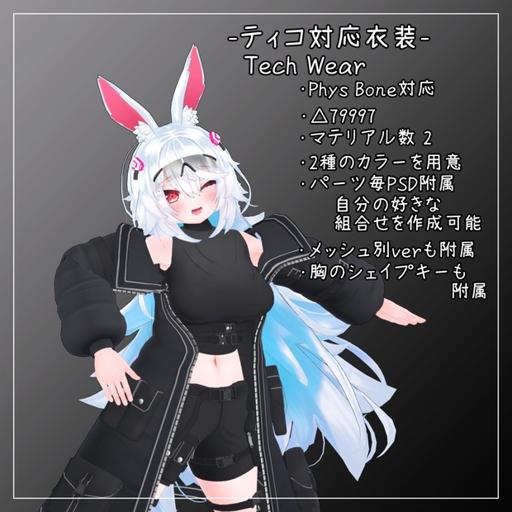 -ティコ対応衣装-
Tech Wear
・Phys Bone対応
・△79997
・マテリアル数 2
・2種のカラーを用意
・パーツ毎PSD附属
自分の好きな
組合せを作成可能
・メッシュ別verも附属
・胸のシェイプキーも
附属